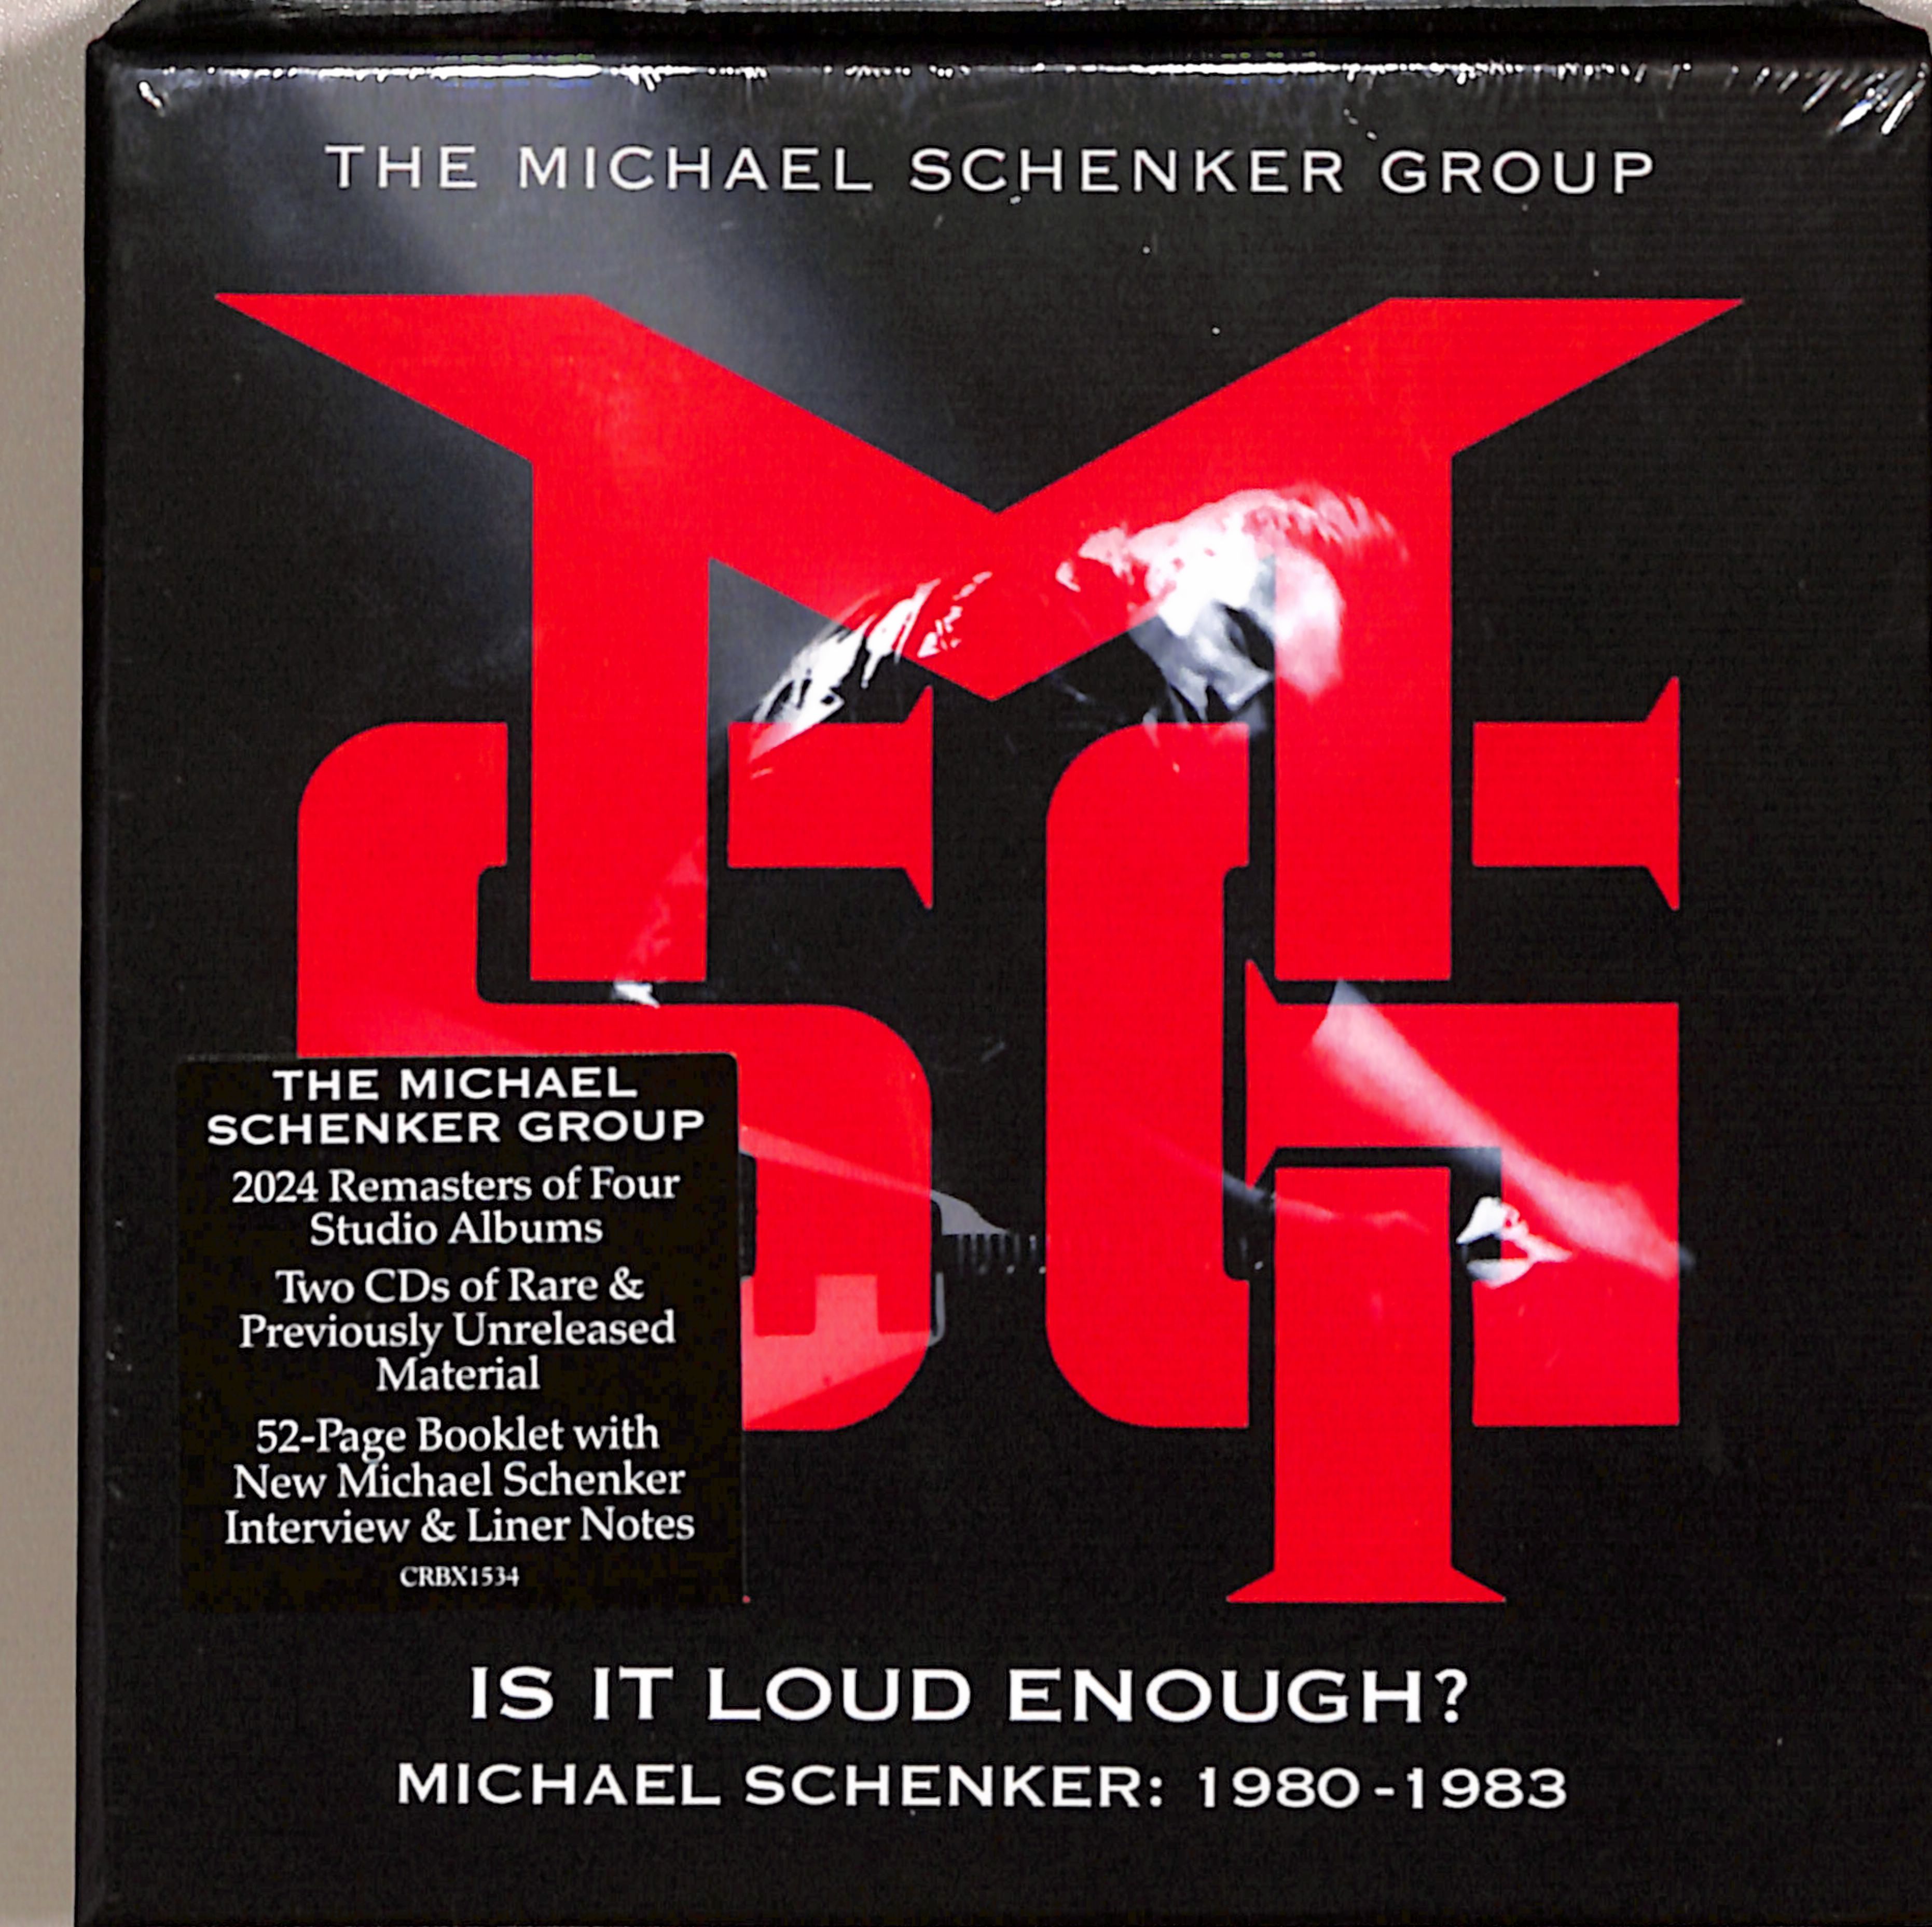 THE MICHAEL SCHENKER GROUP
MSG
THE MICHAEL
SCHENKER GROUP
2024 Remasters of Four
Studio Albums
Two CDs of Rare &
Previously Unreleased
Material
52-Page Booklet with
New Michael Schenker
Interview & Liner Notes
CRBX1534
IS IT LOUD ENOUGH?
MICHAEL SCHENKER: 1980-1983